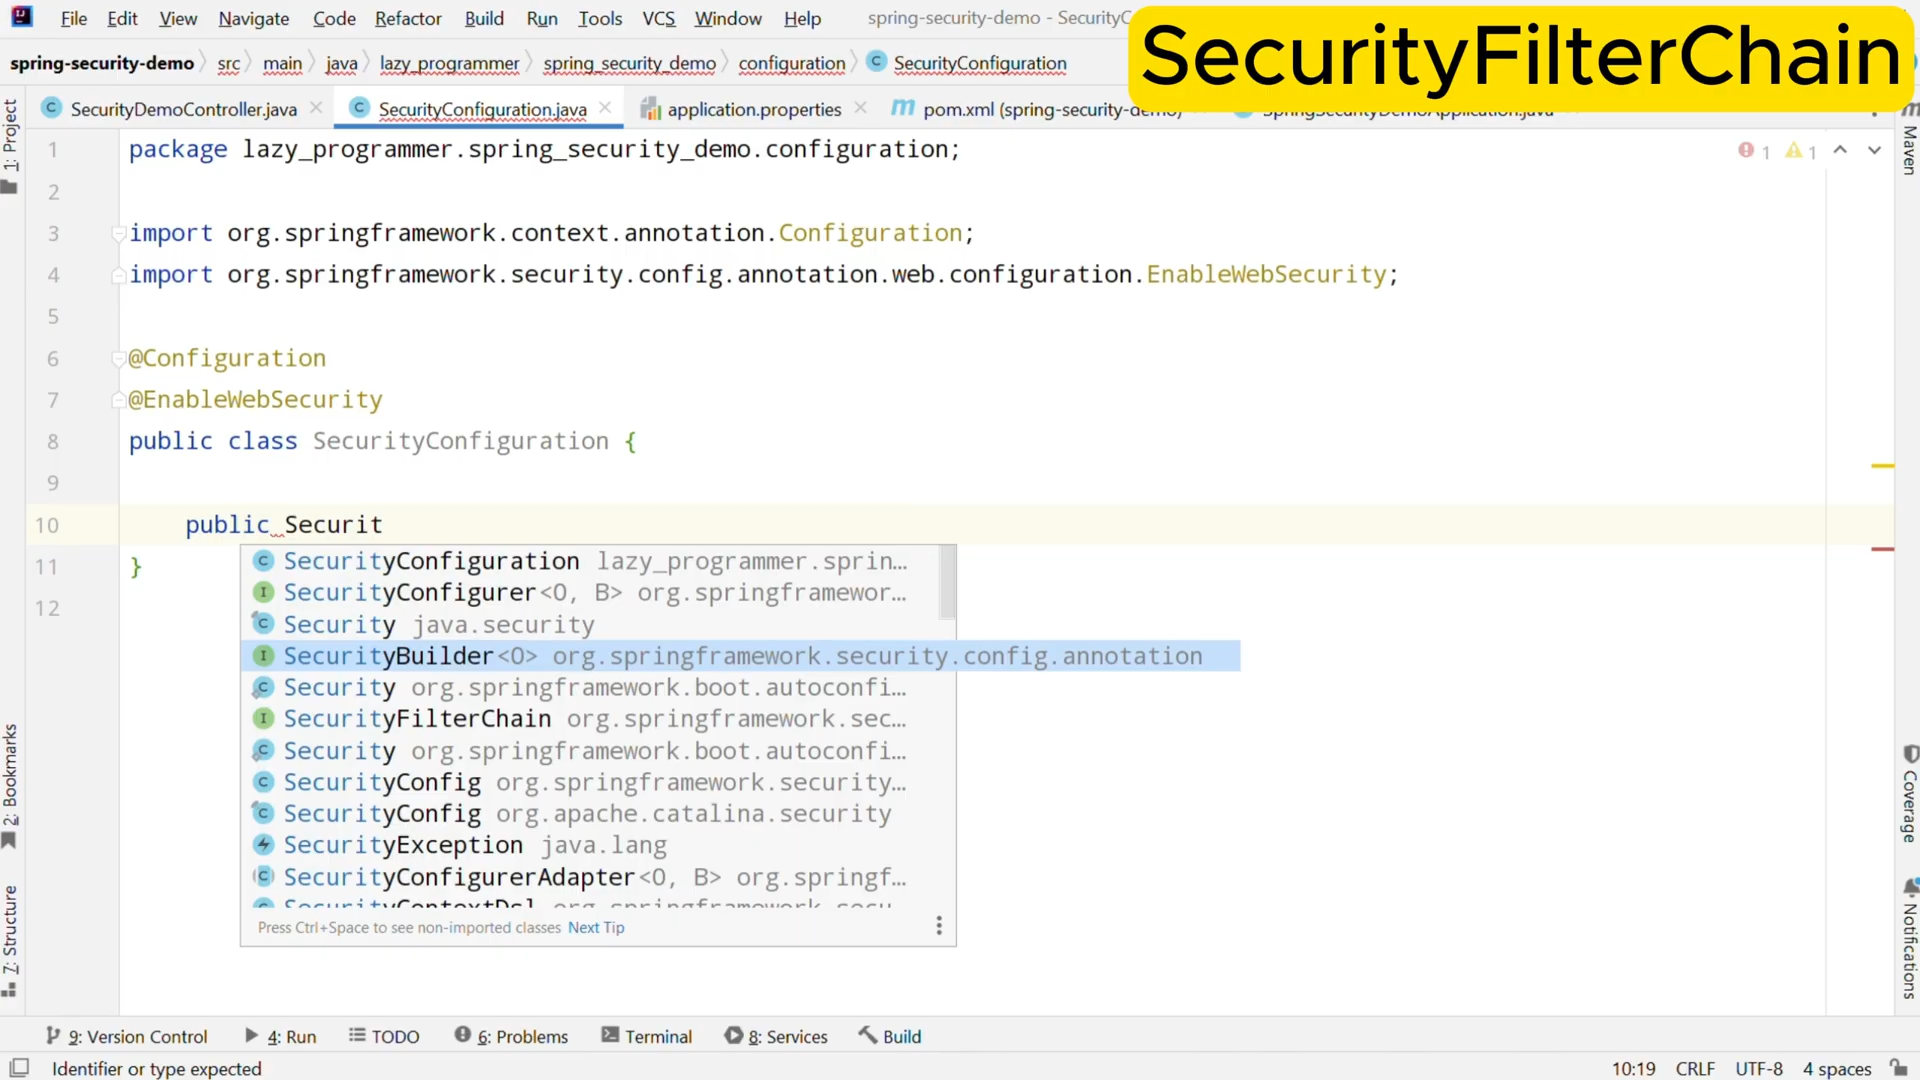 File Edit View Navigate Code Refactor Build Run Tools VCS Window Help spring-security-demo - SecurityC
SecurityFilterChain
spring-security-demo src main java lazy_programmer spring_security_demo configuration SecurityConfiguration
SecurityDemoController.java SecurityConfiguration.java application.properties pom.xml (spring-security-demo) SpringSecurityDemoApplication.java
1: Project
Maven
1 package lazy_programmer.spring_security_demo.configuration;
1 1
2
3 import org.springframework.context.annotation.Configuration;
4 import org.springframework.security.config.annotation.web.configuration.EnableWebSecurity;
5
6 @Configuration
7 @EnableWebSecurity
8 public class SecurityConfiguration {
9
10 public Securit
11 }
12
SecurityConfiguration lazy_programmer.sprin...
SecurityConfigurer<O, B> org.springframewor...
Security java.security
SecurityBuilder<O> org.springframework.security.config.annotation
Security org.springframework.boot.autoconfi...
SecurityFilterChain org.springframework.sec...
Security org.springframework.boot.autoconfi...
SecurityConfig org.springframework.security...
SecurityConfig org.apache.catalina.security
SecurityException java.lang
SecurityConfigurerAdapter<O, B> org.springf...
Press Ctrl+Space to see non-imported classes Next Tip
2: Bookmarks
7: Structure
Coverage
Notifications
9: Version Control 4: Run TODO 6: Problems Terminal 8: Services Build
Identifier or type expected 10:19 CRLF UTF-8 4 spaces